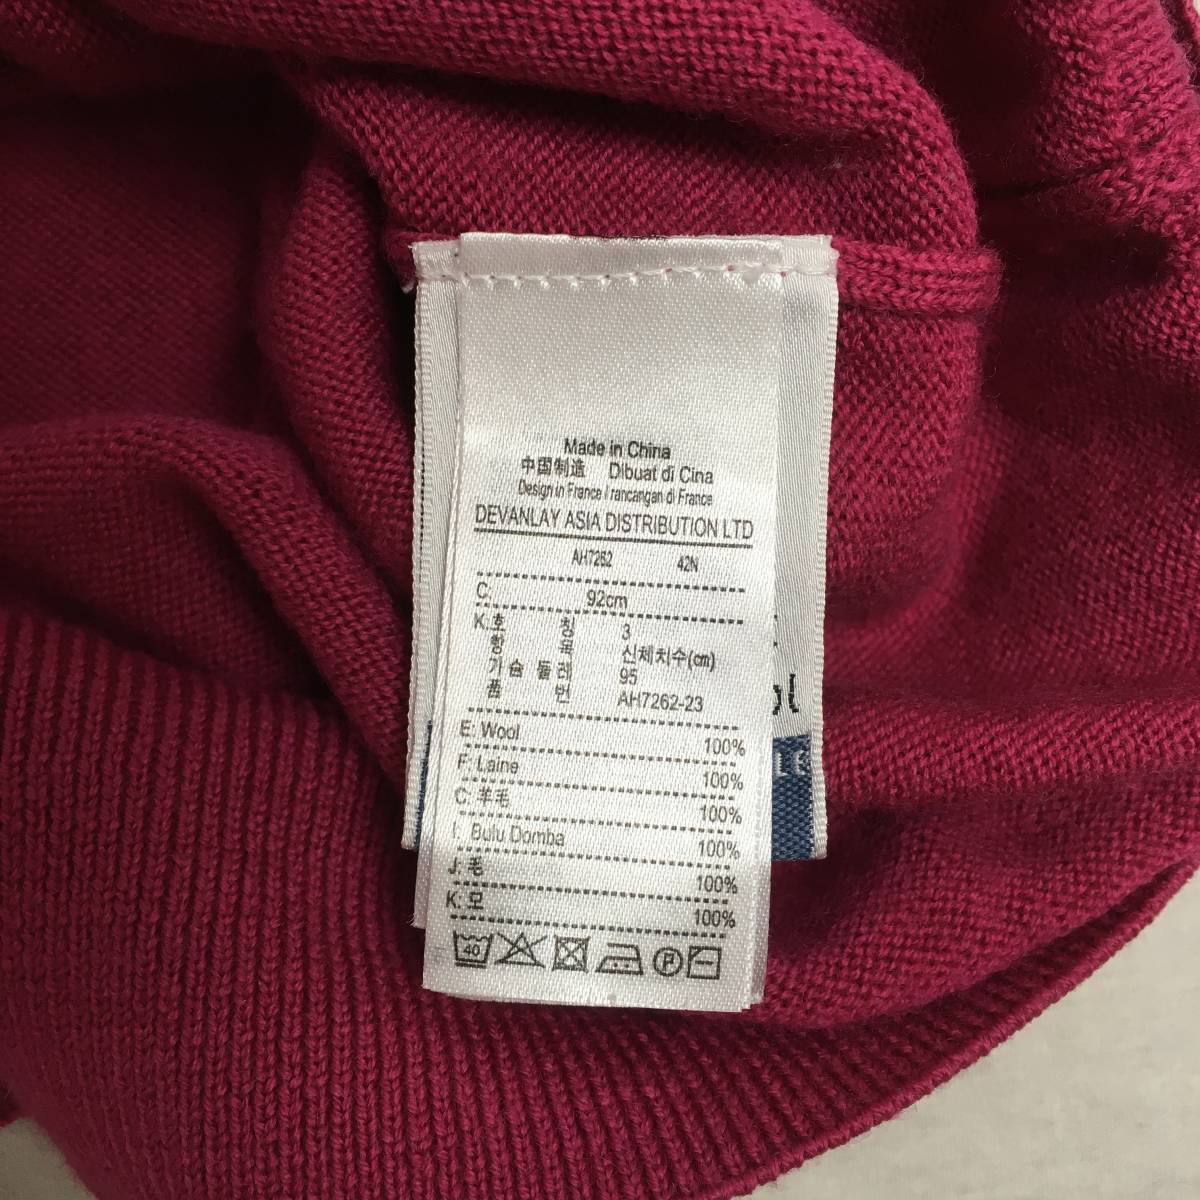 Made in China
中国制造 Dibuat di Cina
Design in France / rancangan di France
DEVANLAY ASIA DISTRIBUTION LTD
AH7262 42N
C: 92cm
K: 호 칭 3
항 목 신체치수(㎝)
가 슴 둘 레 95
품 번 AH7262-23
E: Wool 100%
F: Laine 100%
C: 羊毛 100%
I: Bulu Domba 100%
J: 毛 100%
K: 모 100%
40 P